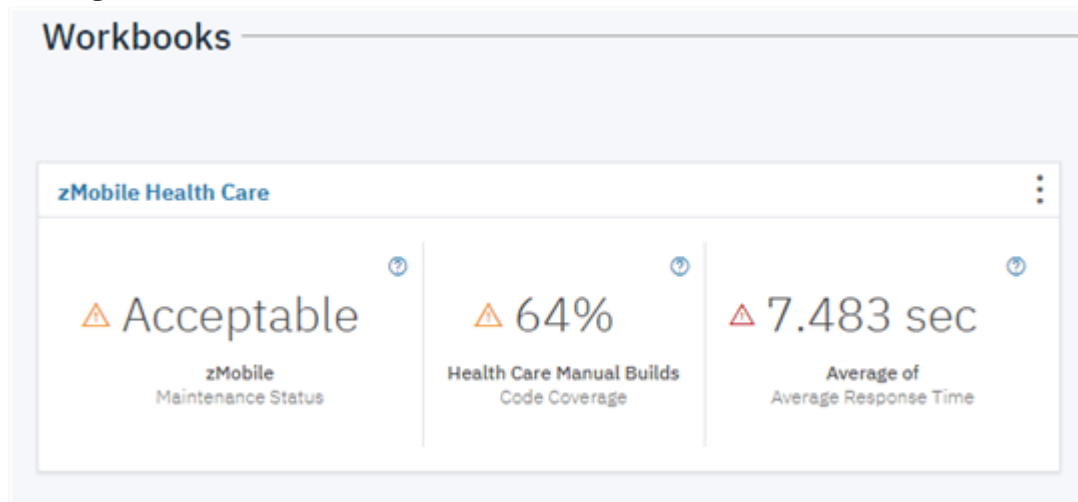 Workbooks
zMobile Health Care
Acceptable
zMobile
Maintenance Status
64%
Health Care Manual Builds
Code Coverage
7.483 sec
Average of
Average Response Time